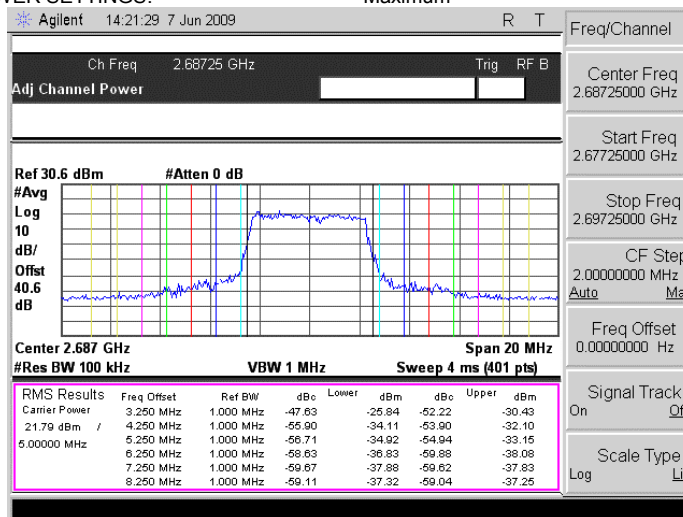 VER SETTINGS: Maximum
Agilent 14:21:29 7 Jun 2009 R T
Freq/Channel
Ch Freq 2.68725 GHz Trig RF B
Adj Channel Power
Center Freq
2.68725000 GHz
Start Freq
2.67725000 GHz
Stop Freq
2.69725000 GHz
CF Step
2.00000000 MHz
Auto Ma
Freq Offset
0.00000000 Hz
Signal Track
On Of
Scale Type
Log Li
Ref 30.6 dBm #Atten 0 dB
#Avg
Log
10
dB/
Offst
40.6
dB
Center 2.687 GHz Span 20 MHz
#Res BW 100 kHz VBW 1 MHz Sweep 4 ms (401 pts)
RMS Results Freq Offset Ref BW dBc Lower dBm dBc Upper dBm
Carrier Power 3.250 MHz 1.000 MHz -47.63 -25.84 -52.22 -30.43
21.79 dBm / 4.250 MHz 1.000 MHz -55.90 -34.11 -53.90 -32.10
5.00000 MHz 5.250 MHz 1.000 MHz -56.71 -34.92 -54.94 -33.15
6.250 MHz 1.000 MHz -58.63 -36.83 -59.88 -38.08
7.250 MHz 1.000 MHz -59.67 -37.88 -59.62 -37.83
8.250 MHz 1.000 MHz -59.11 -37.32 -59.04 -37.25